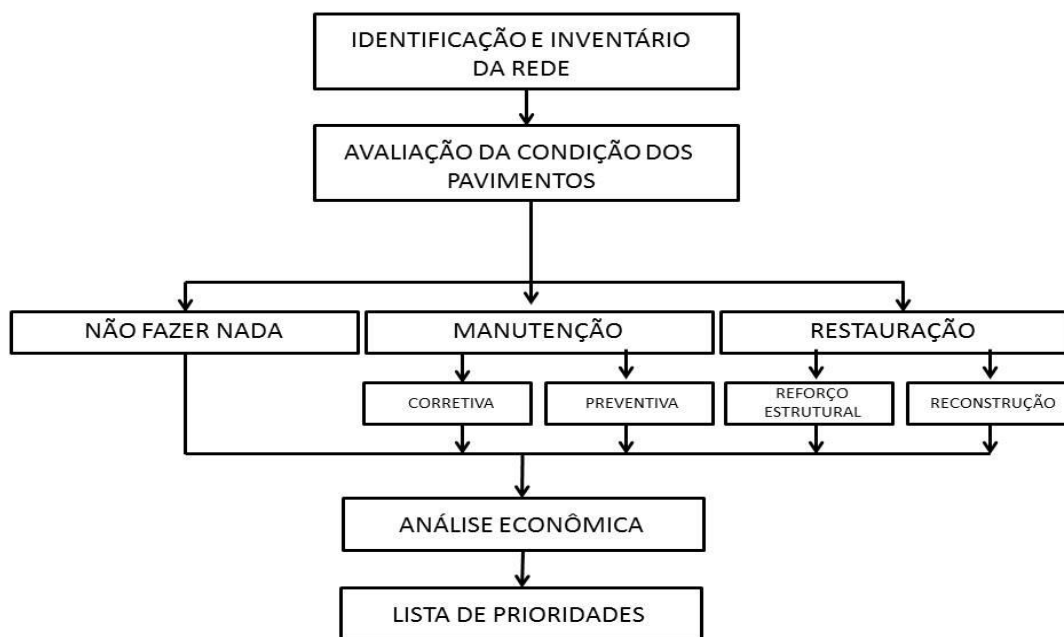 IDENTIFICAÇÃO E INVENTÁRIO
DA REDE
AVALIAÇÃO DA CONDIÇÃO DOS
PAVIMENTOS
NÃO FAZER NADA
MANUTENÇÃO
RESTAURAÇÃO
CORRETIVA
PREVENTIVA
REFORÇO
ESTRUTURAL
RECONSTRUÇÃO
ANÁLISE ECONÔMICA
LISTA DE PRIORIDADES